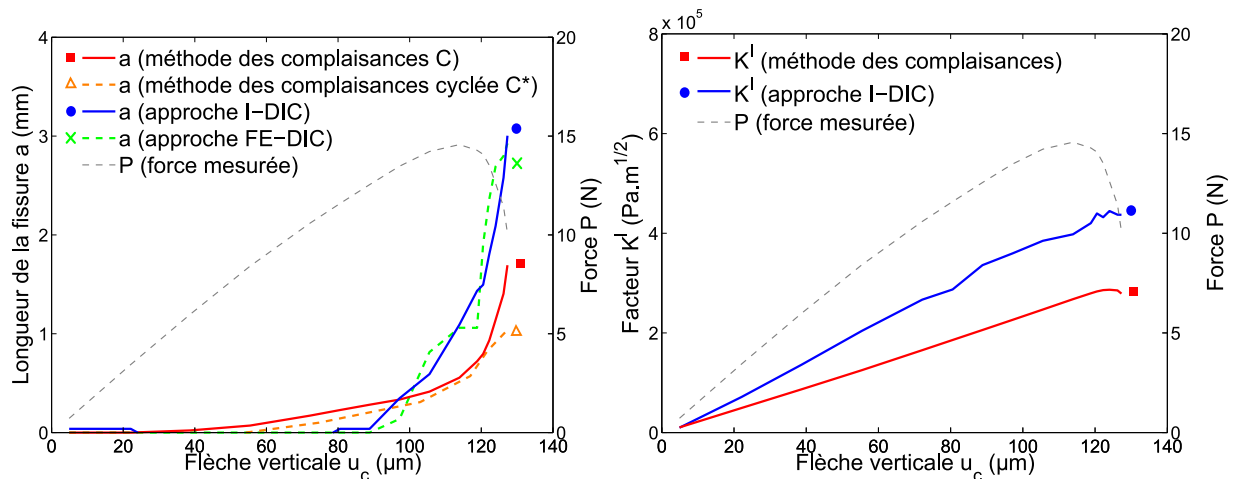 4
3
2
1
0
Longueur de la fissure a (mm)
a (méthode des complaisances C)
a (méthode des complaisances cyclée C*)
a (approche I−DIC)
a (approche FE−DIC)
P (force mesurée)
20
15
10
5
0
Force P (N)
0 20 40 60 80 100 120 140
Flèche verticale u_c (µm)
8 x 10^5
6
4
2
0
Facteur K^I (Pa.m^1/2)
K^I (méthode des complaisances)
K^I (approche I−DIC)
P (force mesurée)
20
15
10
5
0
Force P (N)
0 20 40 60 80 100 120 140
Flèche verticale u_c (µm)